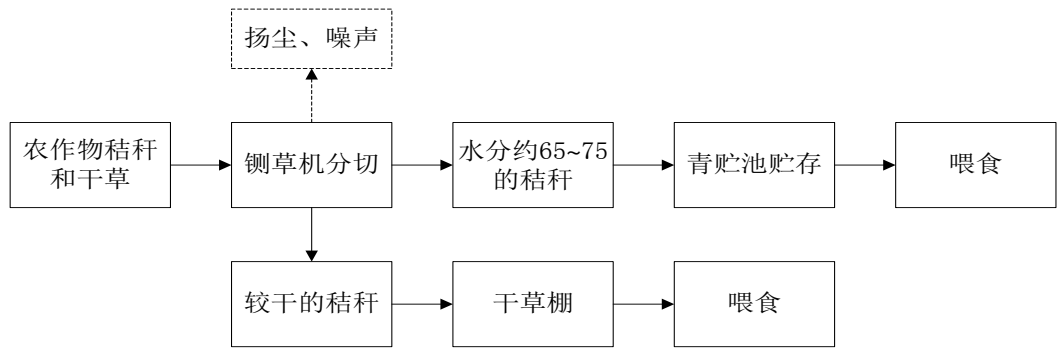 扬尘、噪声
农作物秸秆
和干草
铡草机分切
水分约65~75
的秸秆
青贮池贮存
喂食
较干的秸秆
干草棚
喂食